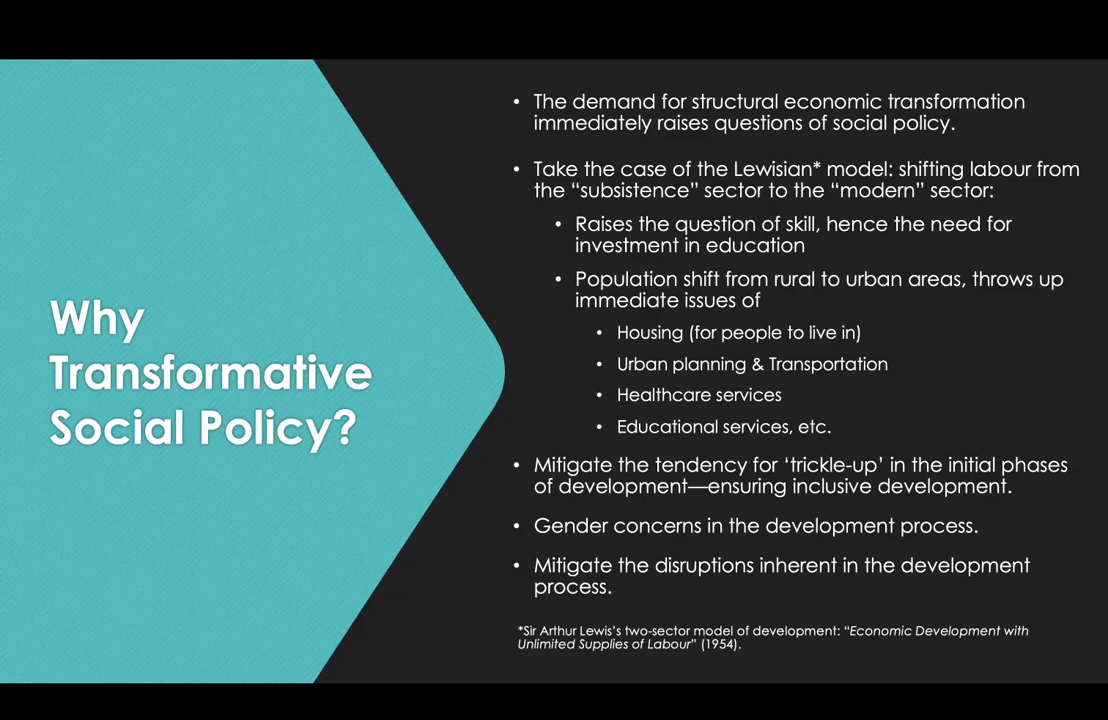 Why
Transformative
Social Policy?
• The demand for structural economic transformation
immediately raises questions of social policy.
• Take the case of the Lewisian* model: shifting labour from
the “subsistence” sector to the “modern” sector:
• Raises the question of skill, hence the need for
investment in education
• Population shift from rural to urban areas, throws up
immediate issues of
• Housing (for people to live in)
• Urban planning & Transportation
• Healthcare services
• Educational services, etc.
• Mitigate the tendency for ‘trickle-up’ in the initial phases
of development—ensuring inclusive development.
• Gender concerns in the development process.
• Mitigate the disruptions inherent in the development
process.
*Sir Arthur Lewis’s two-sector model of development: “Economic Development with
Unlimited Supplies of Labour” (1954).